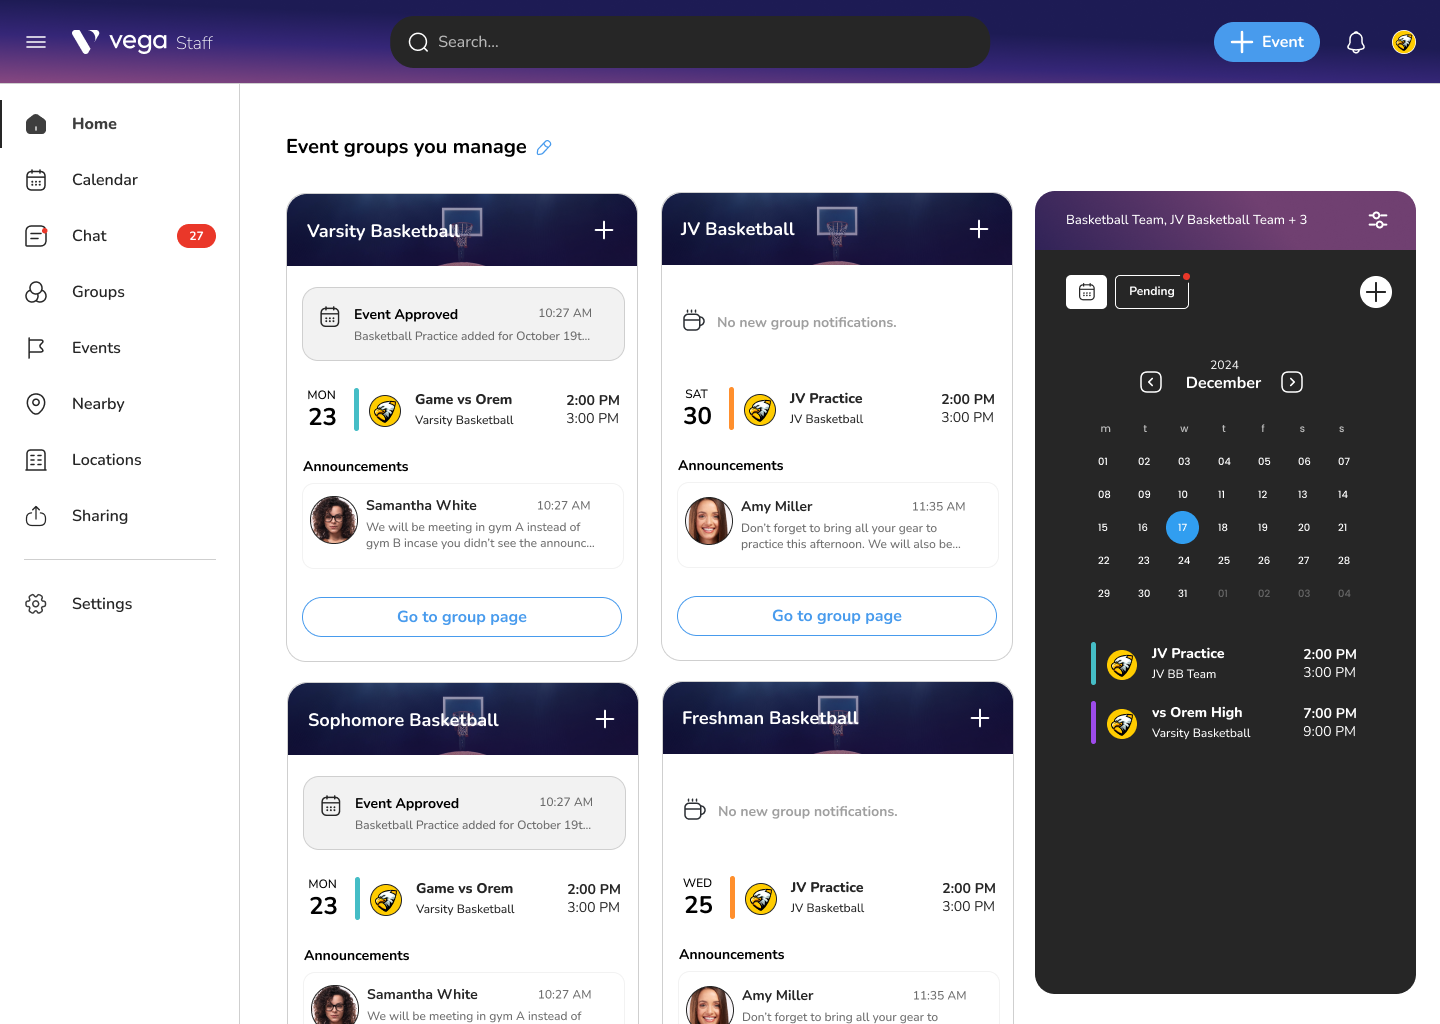 vega Staff
Search...
Event
Home
Calendar
Chat
27
Groups
Events
Nearby
Locations
Sharing
Settings
Event groups you manage
Varsity Basketball
Event Approved
10:27 AM
Basketball Practice added for October 19t...
MON
23
Game vs Orem
2:00 PM
Varsity Basketball
3:00 PM
Announcements
Samantha White
10:27 AM
We will be meeting in gym A instead of
gym B incase you didn't see the announc...
Go to group page
JV Basketball
No new group notifications.
SAT
30
JV Practice
2:00 PM
JV Basketball
3:00 PM
Announcements
Amy Miller
11:35 AM
Don't forget to bring all your gear to
practice this afternoon. We will also be...
Go to group page
Sophomore Basketball
Event Approved
10:27 AM
Basketball Practice added for October 19t...
MON
23
Game vs Orem
2:00 PM
Varsity Basketball
3:00 PM
Announcements
Samantha White
10:27 AM
We will be meeting in gym A instead of
Freshman Basketball
No new group notifications.
WED
25
JV Practice
2:00 PM
JV Basketball
3:00 PM
Announcements
Amy Miller
11:35 AM
Don't forget to bring all your gear to
Basketball Team, JV Basketball Team + 3
Pending
2024
December
m t w t f s s
01 02 03 04 05 06 07
08 09 10 11 12 13 14
15 16 17 18 19 20 21
22 23 24 25 26 27 28
29 30 31 01 02 03 04
JV Practice
2:00 PM
JV BB Team
3:00 PM
vs Orem High
7:00 PM
Varsity Basketball
9:00 PM